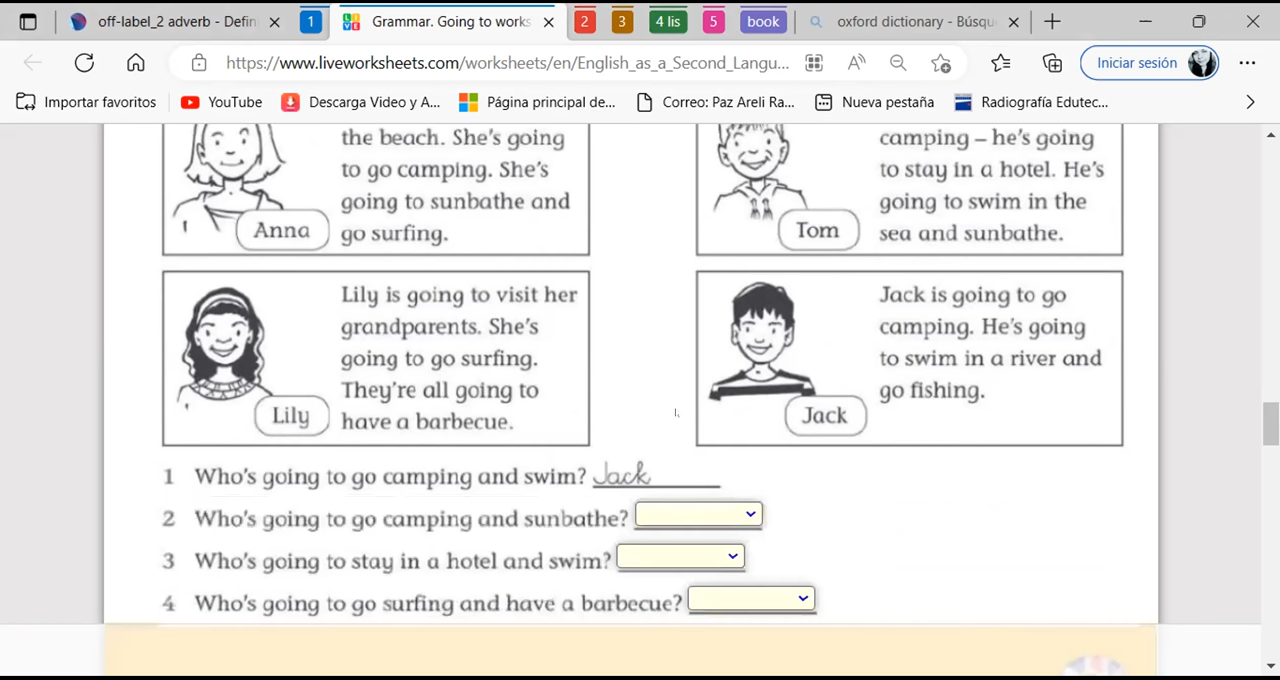 off-label_2 adverb - Defin
1
Grammar. Going to works
2
3
4 lis
5
book
oxford dictionary - Búsqu
https://www.liveworksheets.com/worksheets/en/English_as_a_Second_Langu...
Iniciar sesión
Importar favoritos
YouTube
Descarga Video y A...
Página principal de...
Correo: Paz Areli Ra...
Nueva pestaña
Radiografía Edutec...
the beach. She's going
to go camping. She's
going to sunbathe and
go surfing.
Anna
camping – he's going
to stay in a hotel. He's
going to swim in the
sea and sunbathe.
Tom
Lily is going to visit her
grandparents. She's
going to go surfing.
They're all going to
have a barbecue.
Lily
Jack is going to go
camping. He's going
to swim in a river and
go fishing.
Jack
1 Who's going to go camping and swim? Jack
2 Who's going to go camping and sunbathe?
3 Who's going to stay in a hotel and swim?
4 Who's going to go surfing and have a barbecue?